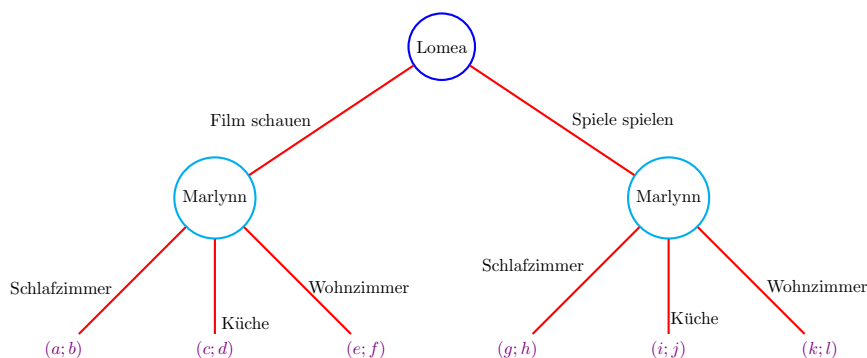 Lomea
Film schauen
Spiele spielen
Marlynn
Marlynn
Schlafzimmer
Küche
Wohnzimmer
Schlafzimmer
Küche
Wohnzimmer
(a; b)
(c; d)
(e; f)
(g; h)
(i; j)
(k; l)